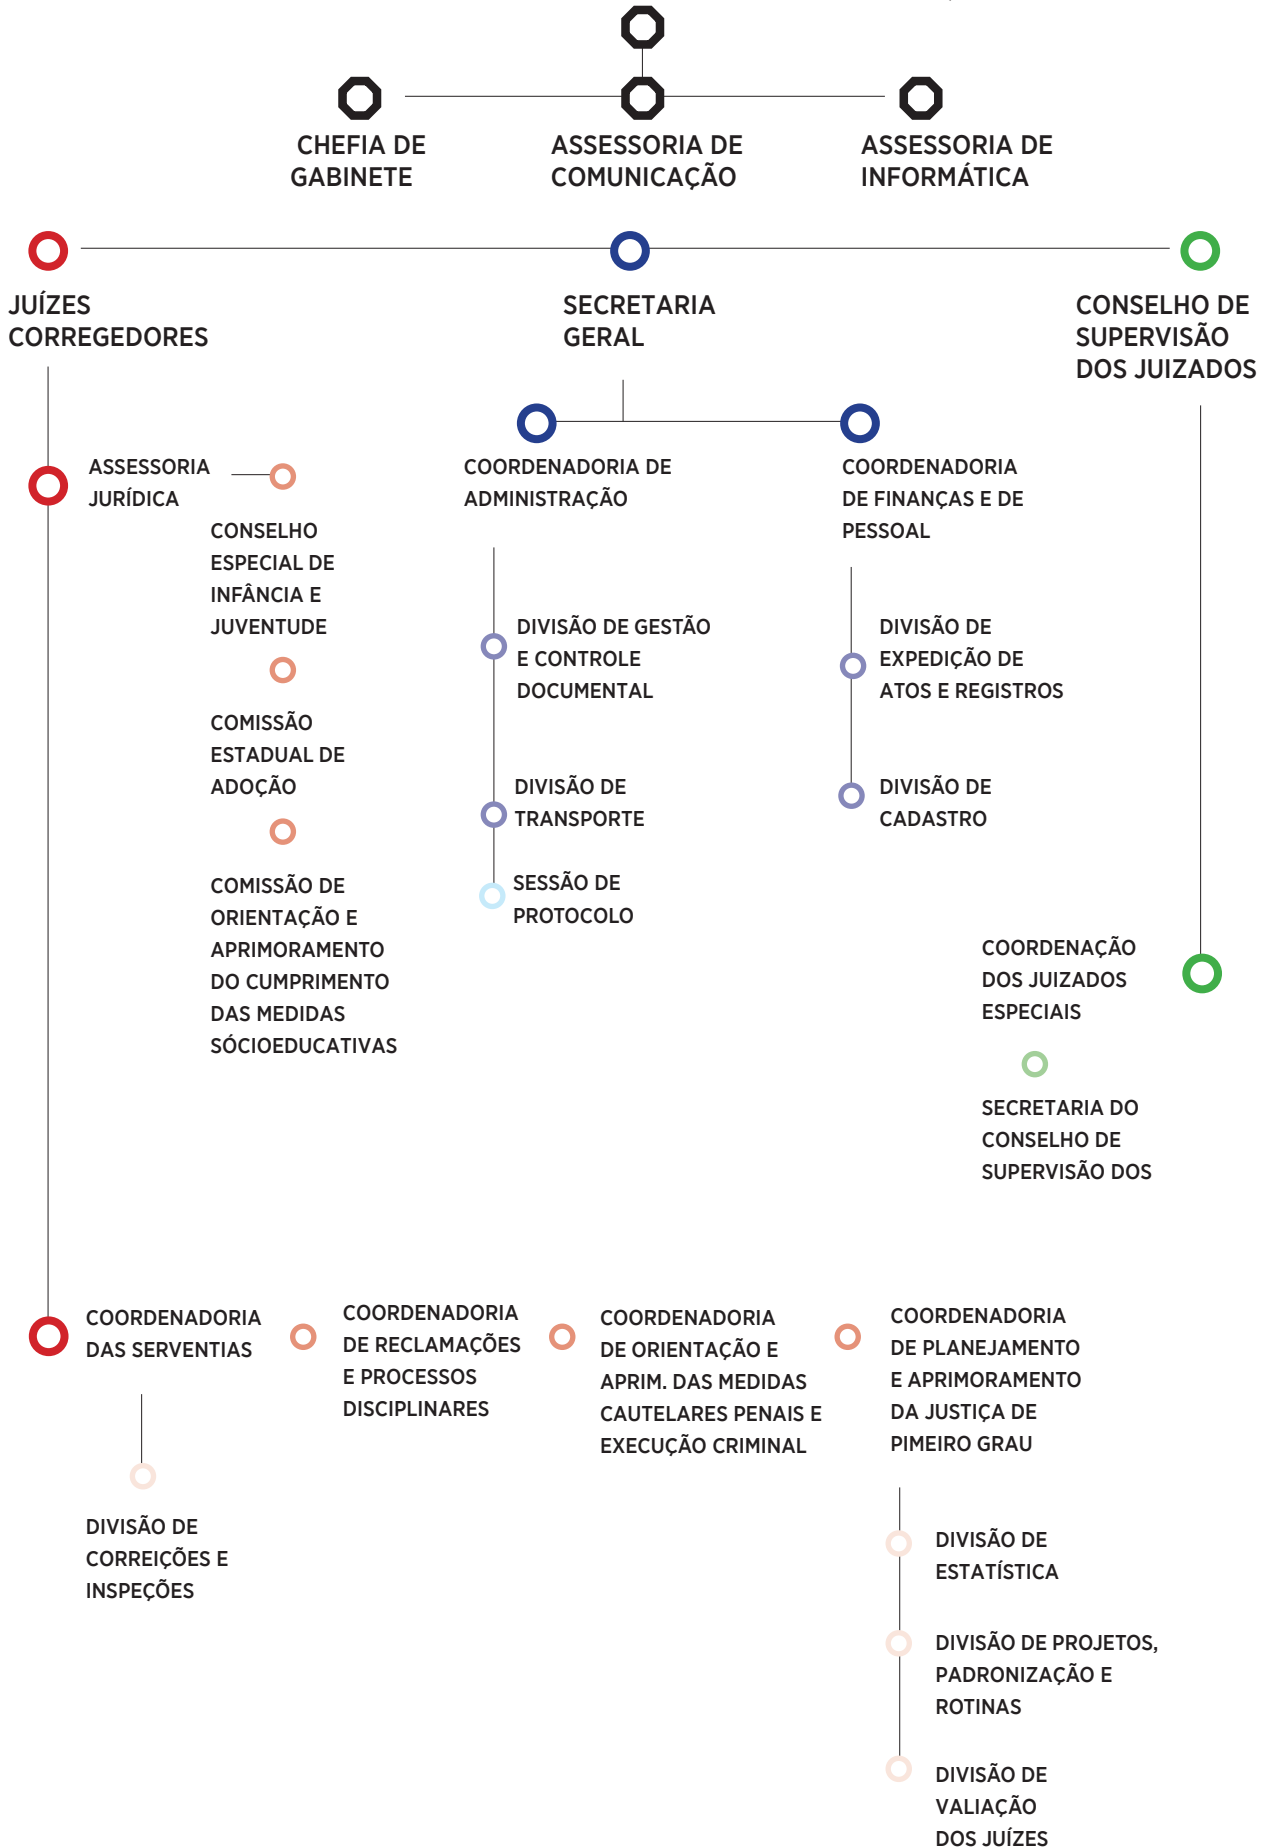 CHEFIA DE
GABINETE
ASSESSORIA DE
COMUNICAÇÃO
ASSESSORIA DE
INFORMÁTICA
JUÍZES
CORREGEDORES
SECRETARIA
GERAL
CONSELHO DE
SUPERVISÃO
DOS JUIZADOS
ASSESSORIA
JURÍDICA
CONSELHO
ESPECIAL DE
INFÂNCIA E
JUVENTUDE
COMISSÃO
ESTADUAL DE
ADOÇÃO
COMISSÃO DE
ORIENTAÇÃO E
APRIMORAMENTO
DO CUMPRIMENTO
DAS MEDIDAS
SÓCIOEDUCATIVAS
COORDENADORIA DE
ADMINISTRAÇÃO
DIVISÃO DE GESTÃO
E CONTROLE
DOCUMENTAL
DIVISÃO DE
TRANSPORTE
SESSÃO DE
PROTOCOLO
COORDENADORIA
DE FINANÇAS E DE
PESSOAL
DIVISÃO DE
EXPEDIÇÃO DE
ATOS E REGISTROS
DIVISÃO DE
CADASTRO
COORDENAÇÃO
DOS JUIZADOS
ESPECIAIS
SECRETARIA DO
CONSELHO DE
SUPERVISÃO DOS
COORDENADORIA
DAS SERVENTIAS
DIVISÃO DE
CORREIÇÕES E
INSPEÇÕES
COORDENADORIA
DE RECLAMAÇÕES
E PROCESSOS
DISCIPLINARES
COORDENADORIA
DE ORIENTAÇÃO E
APRIM. DAS MEDIDAS
CAUTELARES PENAIS E
EXECUÇÃO CRIMINAL
COORDENADORIA
DE PLANEJAMENTO
E APRIMORAMENTO
DA JUSTIÇA DE
PIMEIRO GRAU
DIVISÃO DE
ESTATÍSTICA
DIVISÃO DE PROJETOS,
PADRONIZAÇÃO E
ROTINAS
DIVISÃO DE
VALIAÇÃO
DOS JUÍZES